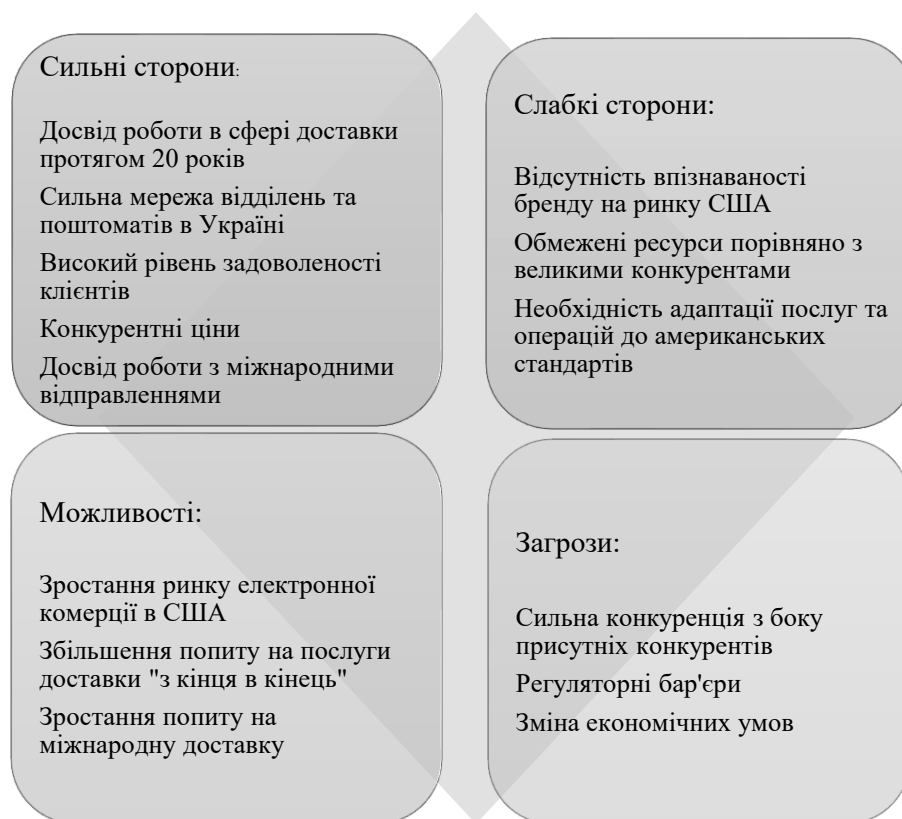 Сильні сторони:
Досвід роботи в сфері доставки
протягом 20 років
Сильна мережа відділень та
поштоматів в Україні
Високий рівень задоволеності
клієнтів
Конкурентні ціни
Досвід роботи з міжнародними
відправленнями
Слабкі сторони:
Відсутність впізнаваності
бренду на ринку США
Обмежені ресурси порівняно з
великими конкурентами
Необхідність адаптації послуг та
операцій до американських
стандартів
Можливості:
Зростання ринку електронної
комерції в США
Збільшення попиту на послуги
доставки "з кінця в кінець"
Зростання попиту на
міжнародну доставку
Загрози:
Сильна конкуренція з боку
присутніх конкурентів
Регуляторні бар'єри
Зміна економічних умов